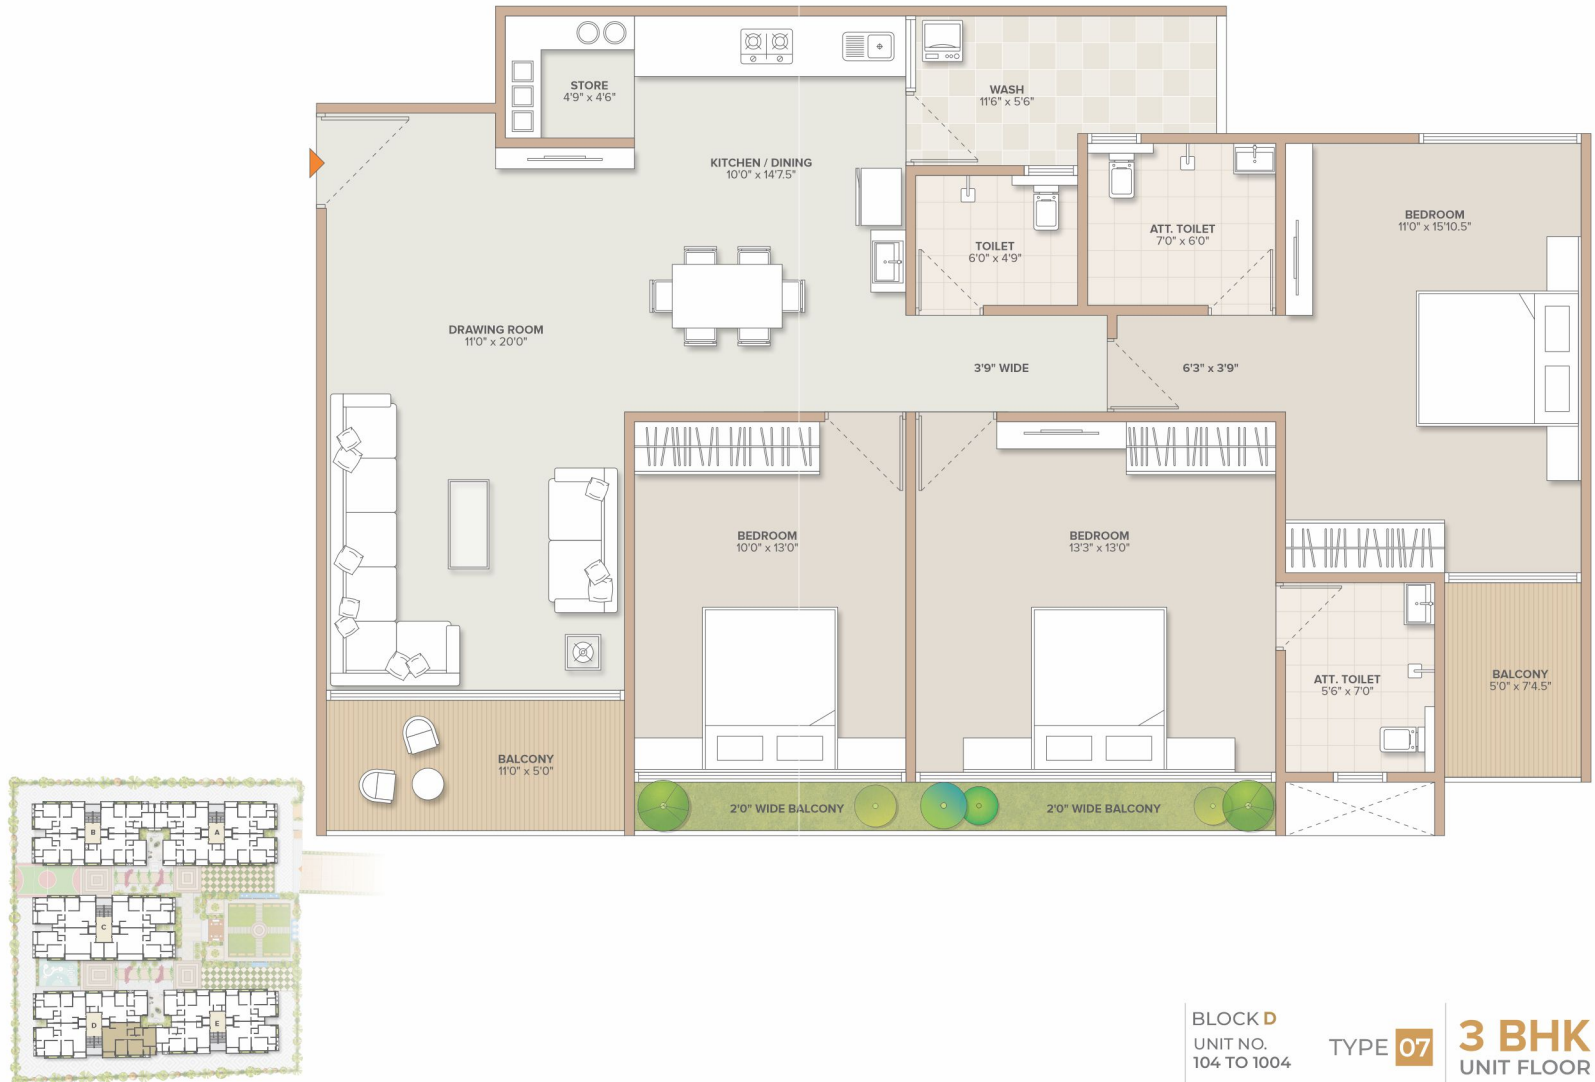 STORE
4'9" x 4'6"
WASH
11'6" x 5'6"
KITCHEN / DINING
10'0" x 14'7.5"
BEDROOM
11'0" x 15'10.5"
ATT. TOILET
7'0" x 6'0"
TOILET
6'0" x 4'9"
DRAWING ROOM
11'0" x 20'0"
3'9" WIDE
6'3" x 3'9"
BEDROOM
10'0" x 13'0"
BEDROOM
13'3" x 13'0"
ATT. TOILET
5'6" x 7'0"
BALCONY
5'0" x 7'4.5"
BALCONY
11'0" x 5'0"
2'0" WIDE BALCONY
2'0" WIDE BALCONY
B
A
C
D
E
BLOCK D
UNIT NO.
104 TO 1004
TYPE 07
3 BHK
UNIT FLOOR